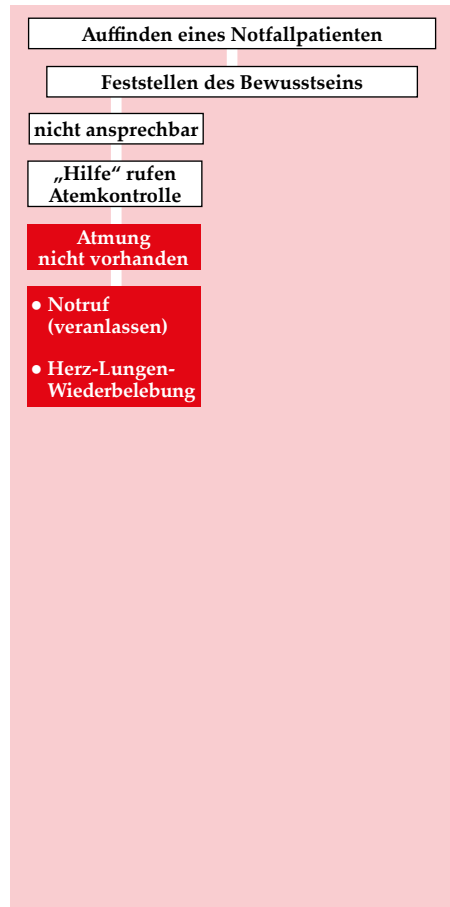 Auffinden eines Notfallpatienten
Feststellen des Bewusstseins
nicht ansprechbar
„Hilfe“ rufen
Atemkontrolle
Atmung
nicht vorhanden
● Notruf
(veranlassen)
● Herz-Lungen-
Wiederbelebung